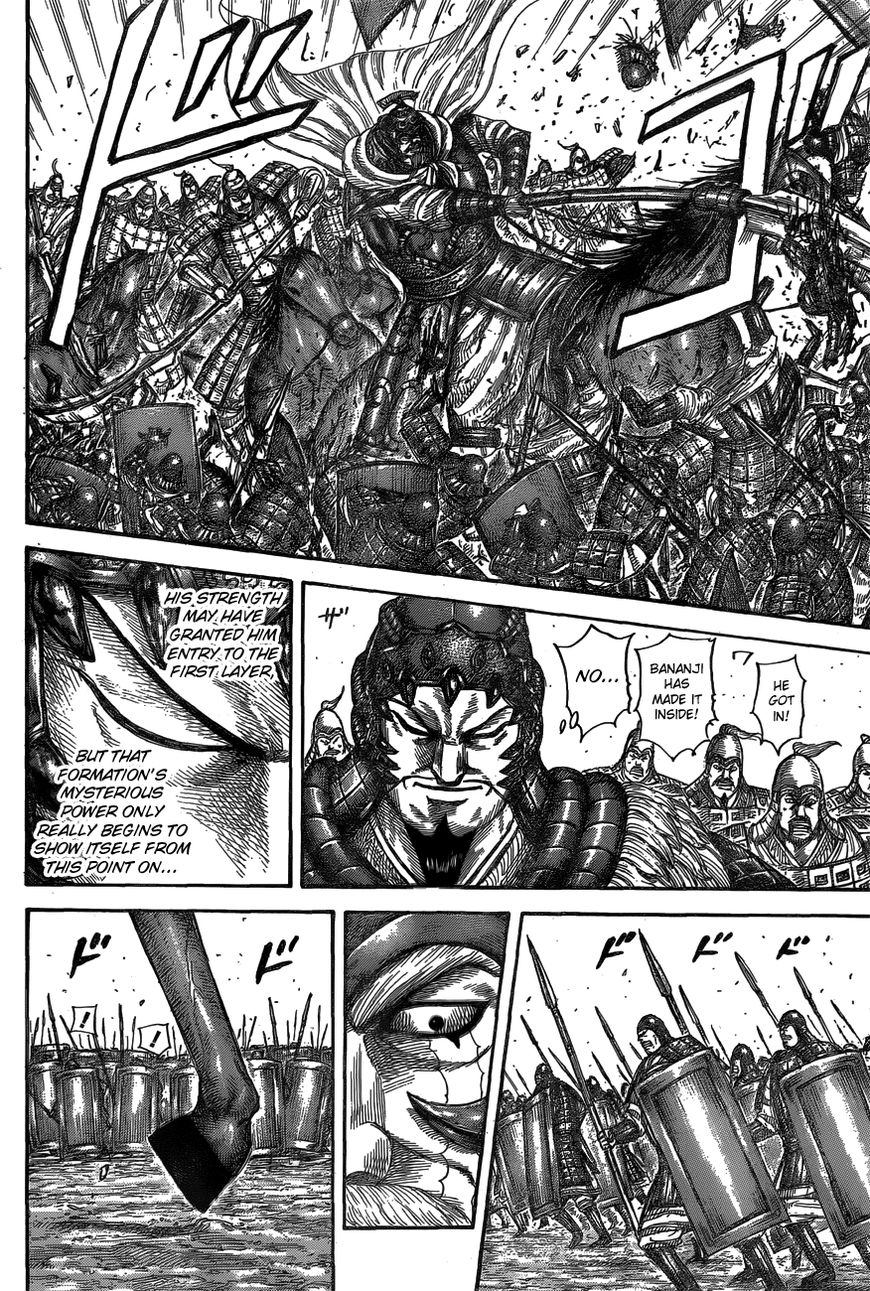 ドゴ
HE
GOT
IN!
BANANJI
HAS
MADE IT
INSIDE!
NO...
ザ
HIS STRENGTH
MAY HAVE
GRANTED HIM
ENTRY TO THE
FIRST LAYER,
BUT THAT
FORMATION'S
MYSTERIOUS
POWER ONLY
REALLY BEGINS TO
SHOW ITSELF FROM
THIS POINT ON...
ド
ド
ド
ド
ド
!
!